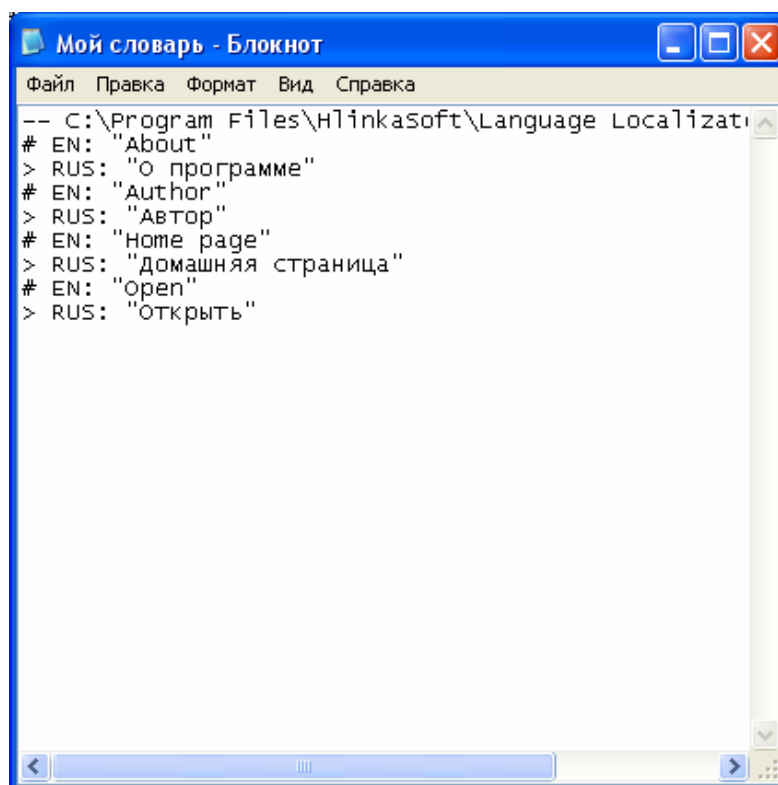 Мой словарь - Блокнот
Файл Правка Формат Вид Справка
-- C:\Program Files\HlinkaSoft\Language
# EN: "About"
> RUS: "О программе"
# EN: "Author"
> RUS: "Автор"
# EN: "Home page"
> RUS: "Домашняя страница"
# EN: "Open"
> RUS: "Открыть"